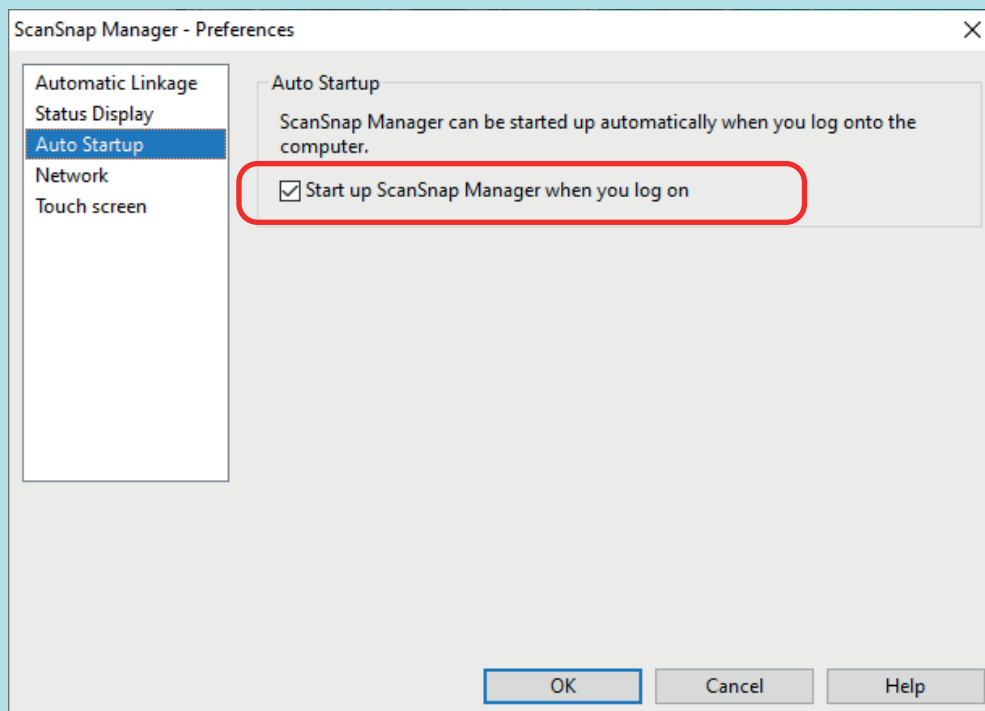 ScanSnap Manager - Preferences
Automatic Linkage
Status Display
Auto Startup
Network
Touch screen
Auto Startup
ScanSnap Manager can be started up automatically when you log onto the
computer.
Start up ScanSnap Manager when you log on
OK
Cancel
Help